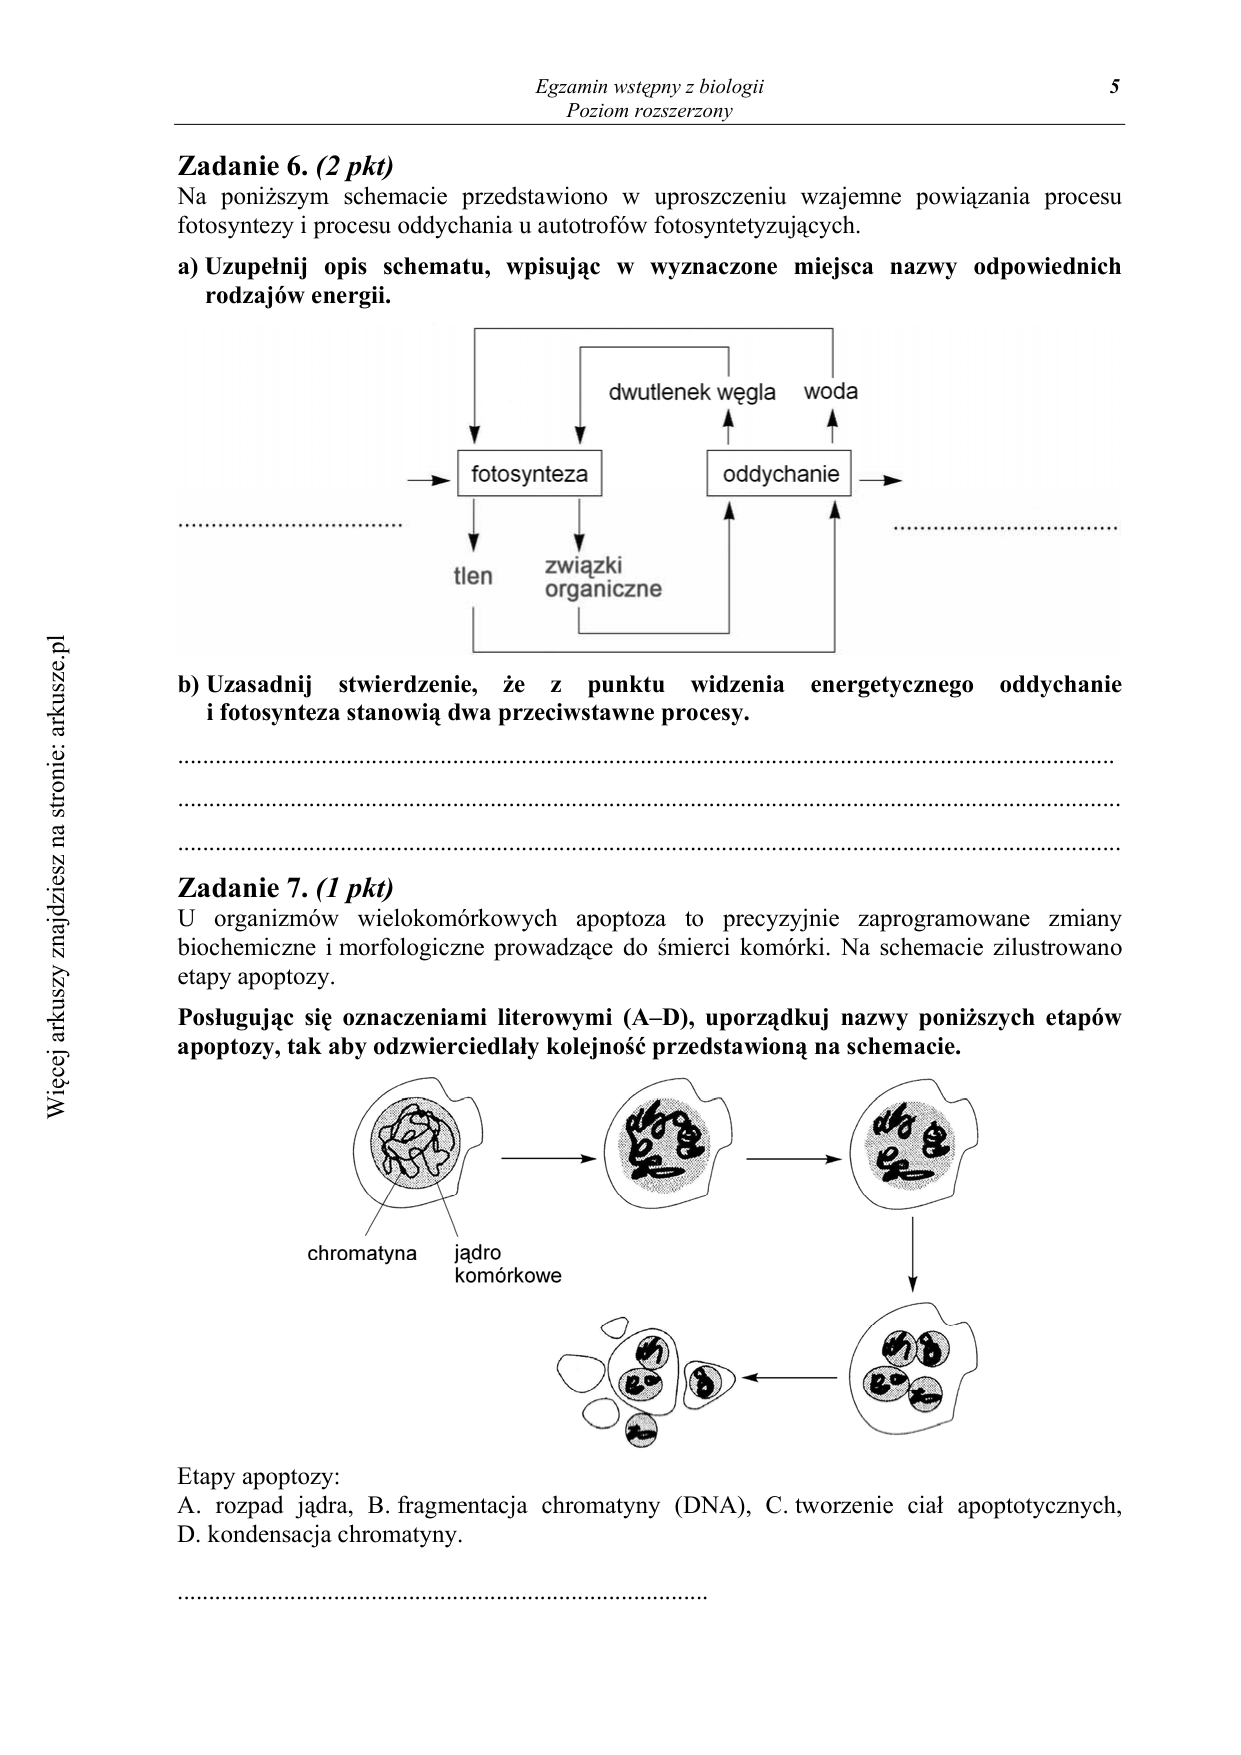 Egzamin wstępny z biologii
Poziom rozszerzony
5
Zadanie 6. (2 pkt)
Na poniższym schemacie przedstawiono w uproszczeniu wzajemne powiązania procesu
fotosyntezy i procesu oddychania u autotrofów fotosyntetyzujących.
a) Uzupełnij opis schematu, wpisując w wyznaczone miejsca nazwy odpowiednich
rodzajów energii.
dwutlenek węgla woda
fotosynteza oddychanie
.................................. ..................................
tlen
związki
organiczne
b) Uzasadnij stwierdzenie, że z punktu widzenia energetycznego oddychanie
i fotosynteza stanowią dwa przeciwstawne procesy.
......................................................................................................................................................
.......................................................................................................................................................
.......................................................................................................................................................
Zadanie 7. (1 pkt)
U organizmów wielokomórkowych apoptoza to precyzyjnie zaprogramowane zmiany
biochemiczne i morfologiczne prowadzące do śmierci komórki. Na schemacie zilustrowano
etapy apoptozy.
Posługując się oznaczeniami literowymi (A–D), uporządkuj nazwy poniższych etapów
apoptozy, tak aby odzwierciedlały kolejność przedstawioną na schemacie.
chromatyna
jądro
komórkowe
Etapy apoptozy:
A. rozpad jądra, B. fragmentacja chromatyny (DNA), C. tworzenie ciał apoptotycznych,
D. kondensacja chromatyny.
.....................................................................................
Więcej arkuszy znajdziesz na stronie: arkusze.pl